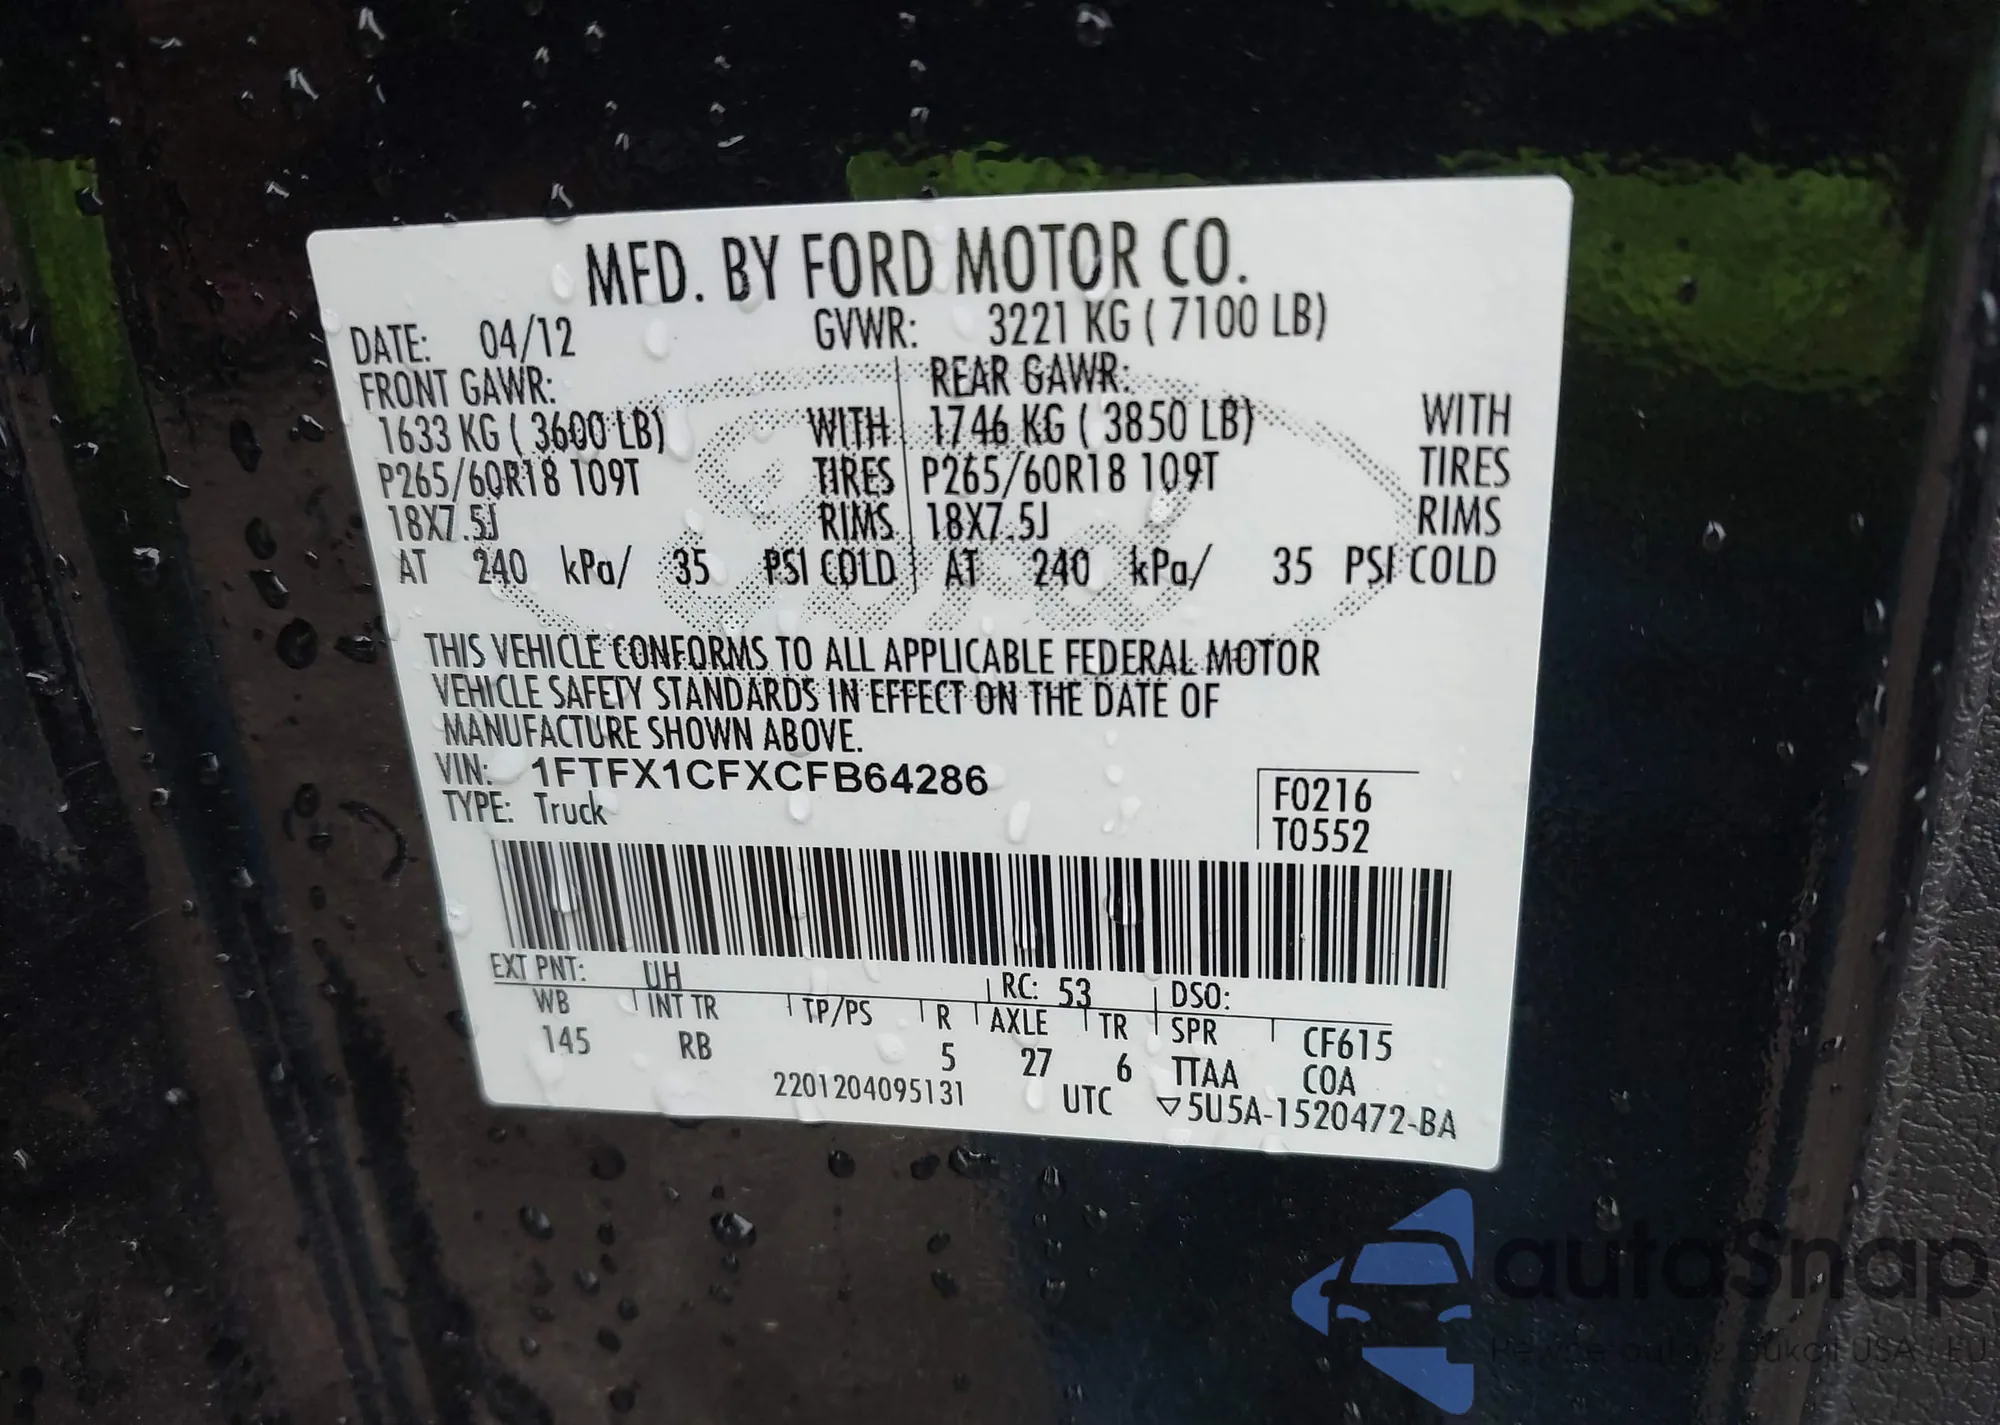 MFD. BY FORD MOTOR CO.
DATE: 04/12 GVWR: 3221 KG ( 7100 LB)
FRONT GAWR: REAR GAWR:
1633 KG ( 3600 LB) WITH 1746 KG ( 3850 LB) WITH
P265/60R18 109T TIRES P265/60R18 109T TIRES
18X7.5J RIMS 18X7.5J RIMS
AT 240 kPa/ 35 PSI COLD AT 240 kPa/ 35 PSI COLD
THIS VEHICLE CONFORMS TO ALL APPLICABLE FEDERAL MOTOR
VEHICLE SAFETY STANDARDS IN EFFECT ON THE DATE OF
MANUFACTURE SHOWN ABOVE.
VIN: 1FTFX1CFXCFB64286
TYPE: Truck
F0216
T0552
EXT PNT: UH RC: 53 DSO:
WB INT TR TP/PS R AXLE TR SPR CF615
145 RB 5 27 6 TTAA COA
2201204095131 UTC ▽5U5A-1520472-BA
autoSnap
USA i EU